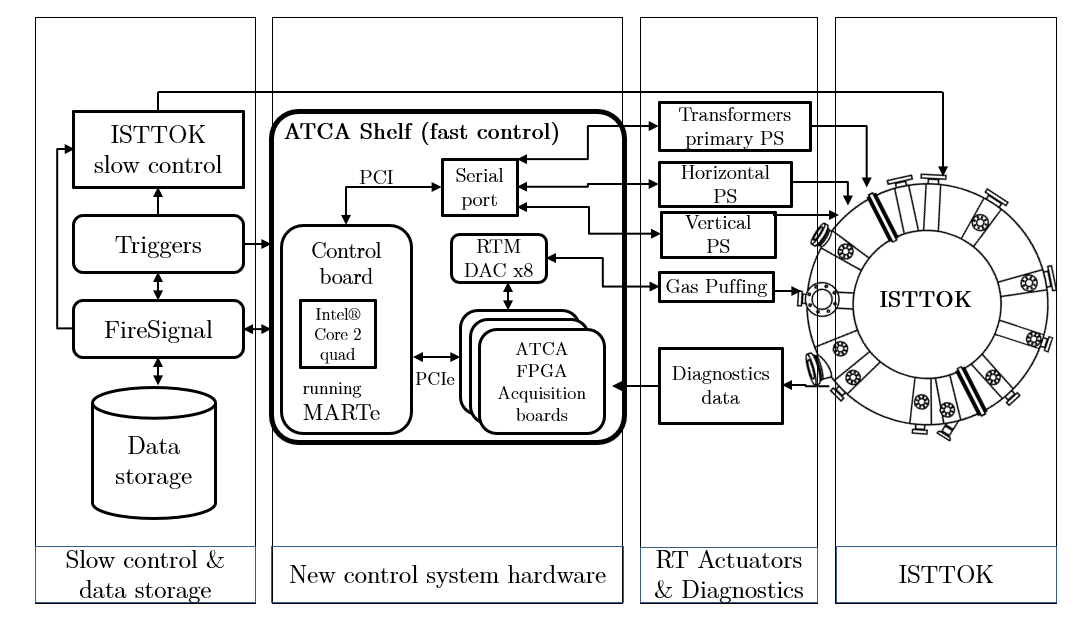 ISTTOK
slow control
Triggers
FireSignal
Data
storage
Slow control &
data storage
ATCA Shelf (fast control)
PCI
Serial
port
Control
board
Intel®
Core 2
quad
running
MARTe
RTM
DAC x8
PCIe
ATCA
FPGA
Acquisition
boards
New control system hardware
Transformers
primary PS
Horizontal
PS
Vertical
PS
Gas Puffing
Diagnostics
data
RT Actuators
& Diagnostics
ISTTOK
ISTTOK